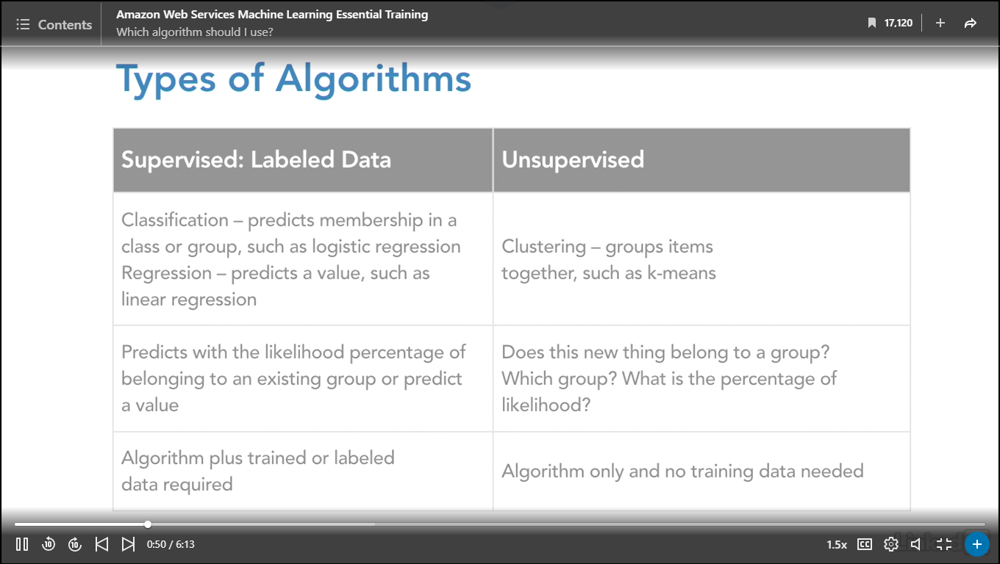 Contents
Amazon Web Services Machine Learning Essential Training
Which algorithm should I use?
17,120
Types of Algorithms
Supervised: Labeled Data
Unsupervised
Classification – predicts membership in a
class or group, such as logistic regression
Regression – predicts a value, such as
linear regression
Clustering – groups items
together, such as k-means
Predicts with the likelihood percentage of
belonging to an existing group or predict
a value
Does this new thing belong to a group?
Which group? What is the percentage of
likelihood?
Algorithm plus trained or labeled
data required
Algorithm only and no training data needed
10
10
0:50 / 6:13
1.5x
CC